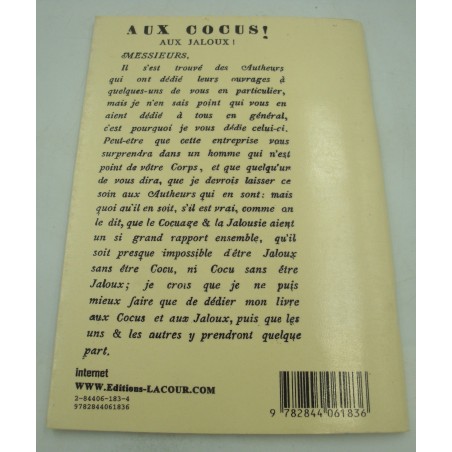 AUX COCUS!
AUX JALOUX!
MESSIEURS,
Il s'est trouvé des Autheurs
qui ont dédié leurs ouvrages à
quelques-uns de vous en particulier,
mais je n'en sais point qui vous en
aient dédié à tous en général,
c'est pourquoi je vous dédie celui-ci.
Peut-etre que cette entreprise vous
surprendra dans un homme qui n'est
point de vôtre Corps, et que quelqu'un
de vous dira, que je devrois laisser ce
soin aux Autheurs qui en sont: mais
quoi qu'il en soit, s'il est vrai, comme on
le dit, que le Cocuage & la Jalousie aient
un si grand rapport ensemble, qu'il
soit presque impossible d'être Jaloux
sans être Cocu, ni Cocu sans être
Jaloux; je crois que je ne puis
mieux faire que de dédier mon livre
aux Cocus et aux Jaloux, puis que les
uns & les autres y prendront quelque
part.
internet
WWW.Editions-LACOUR.COM
2-84406-183-4
9782844061836
9 782844 061836